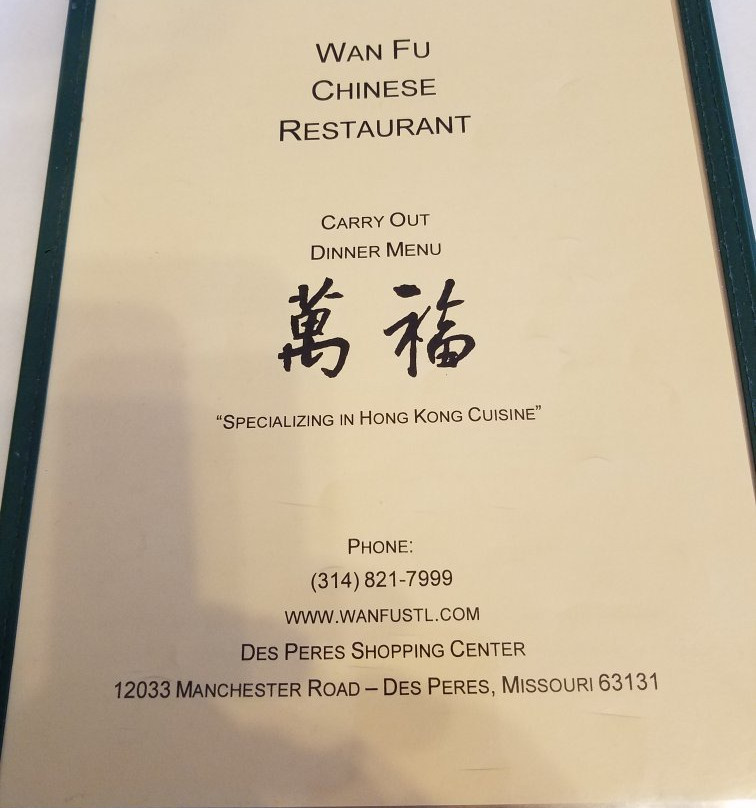 WAN FU
CHINESE
RESTAURANT
CARRY OUT
DINNER MENU
萬福
“SPECIALIZING IN HONG KONG CUISINE”
PHONE:
(314) 821-7999
WWW.WANFUSTL.COM
DES PERES SHOPPING CENTER
12033 MANCHESTER ROAD – DES PERES, MISSOURI 63131